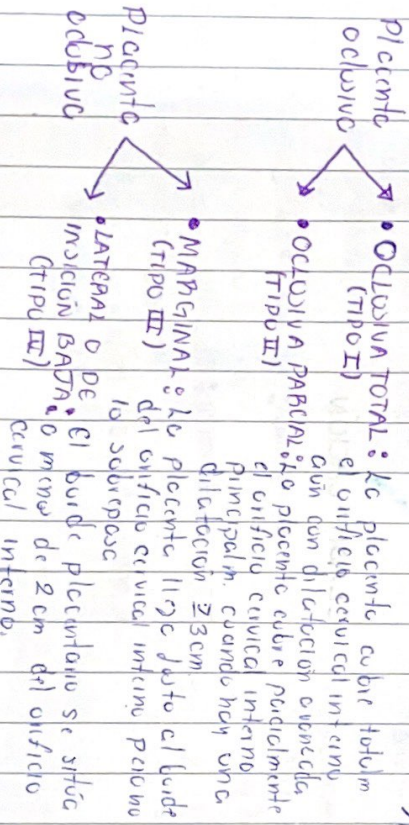 Placenta
oclusiva
• OCLUSIVA TOTAL: La placenta cubre totalm
(TIPO I) el orificio cervical interno
aún con dilatación avanzada
• OCLUSIVA PARCIAL: La placenta cubre parcialmente
(TIPO II) el orificio cervical interno
principalm. cuando hay una
dilatación ≥3cm
Placenta
no
oclusiva
• MARGINAL: La placenta llega justo al borde
(TIPO III) del orificio cervical interno pero no
lo sobrepasa
• LATERAL O DE
INSICIÓN BAJA: El borde placentario se sitúa
(TIPO III) a menos de 2 cm del orificio
cervical interno.